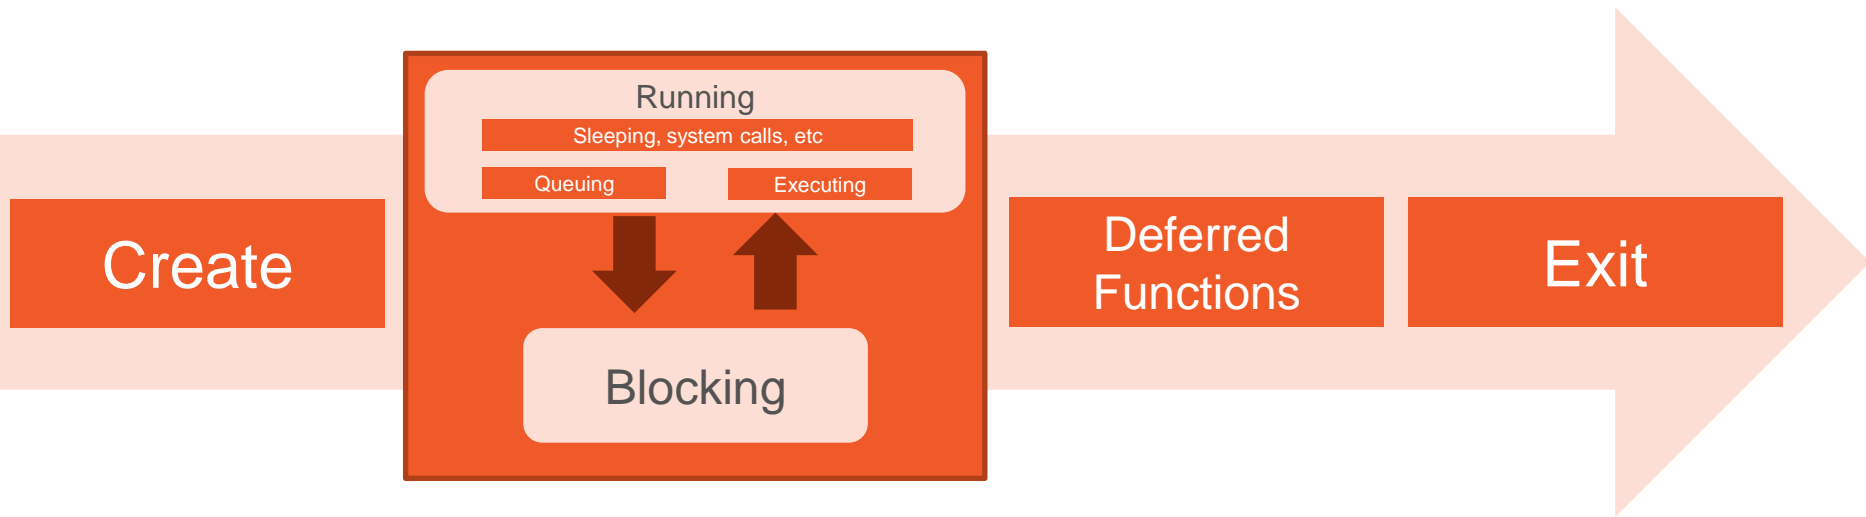 Create
Running
Sleeping, system calls, etc
Queuing
Executing
Blocking
Deferred
Functions
Exit